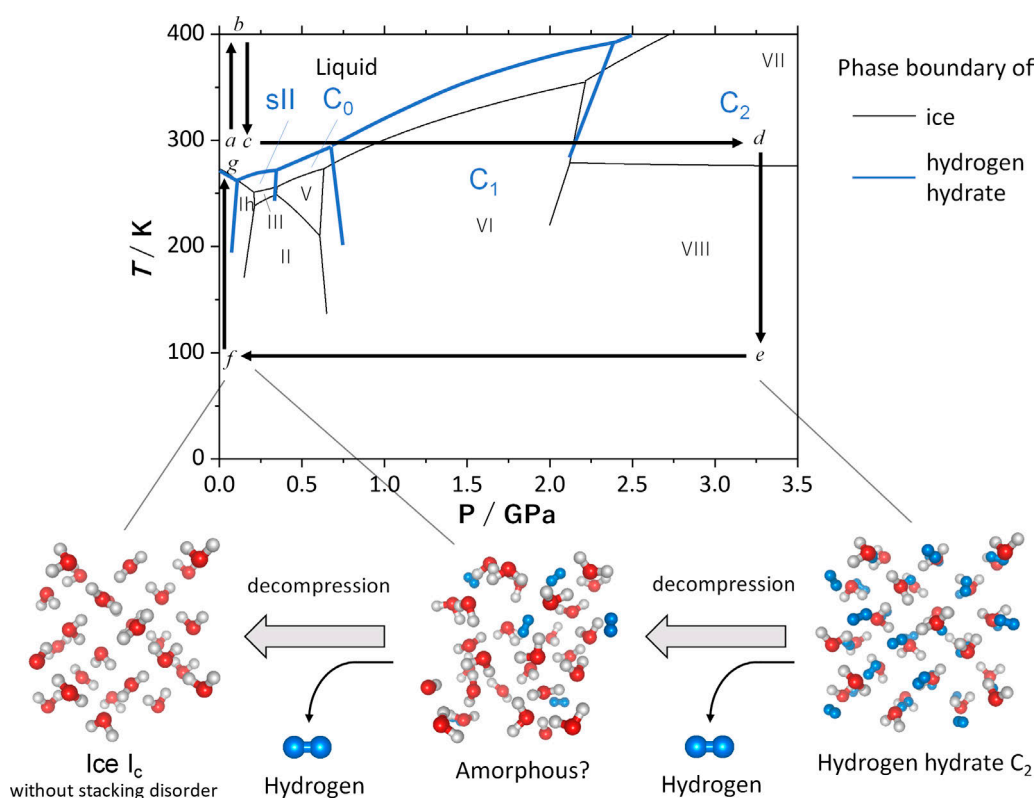 400
300
200
100
0
T / K
0.0 0.5 1.0 1.5 2.0 2.5 3.0 3.5
P / GPa
b
a c
g
f
d
e
Liquid
sII C0
C1
C2
Ih
III
II
V
VI
VII
VIII
Phase boundary of
ice
hydrogen
hydrate
decompression
decompression
Hydrogen
Hydrogen
Ice Ic
without stacking disorder
Amorphous?
Hydrogen hydrate C2